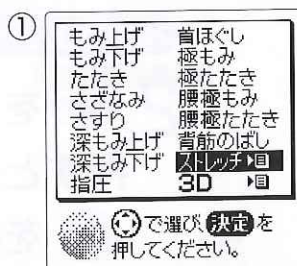 ①
もみ上げ 首ほぐし
もみ下げ 極もみ
たたき 極たたき
さざなみ 腰極もみ
さすり 腰極たたき
深もみ上げ 背筋のばし
深もみ下げ ストレッチ
指圧 3D
で選び、決定を
押してください。